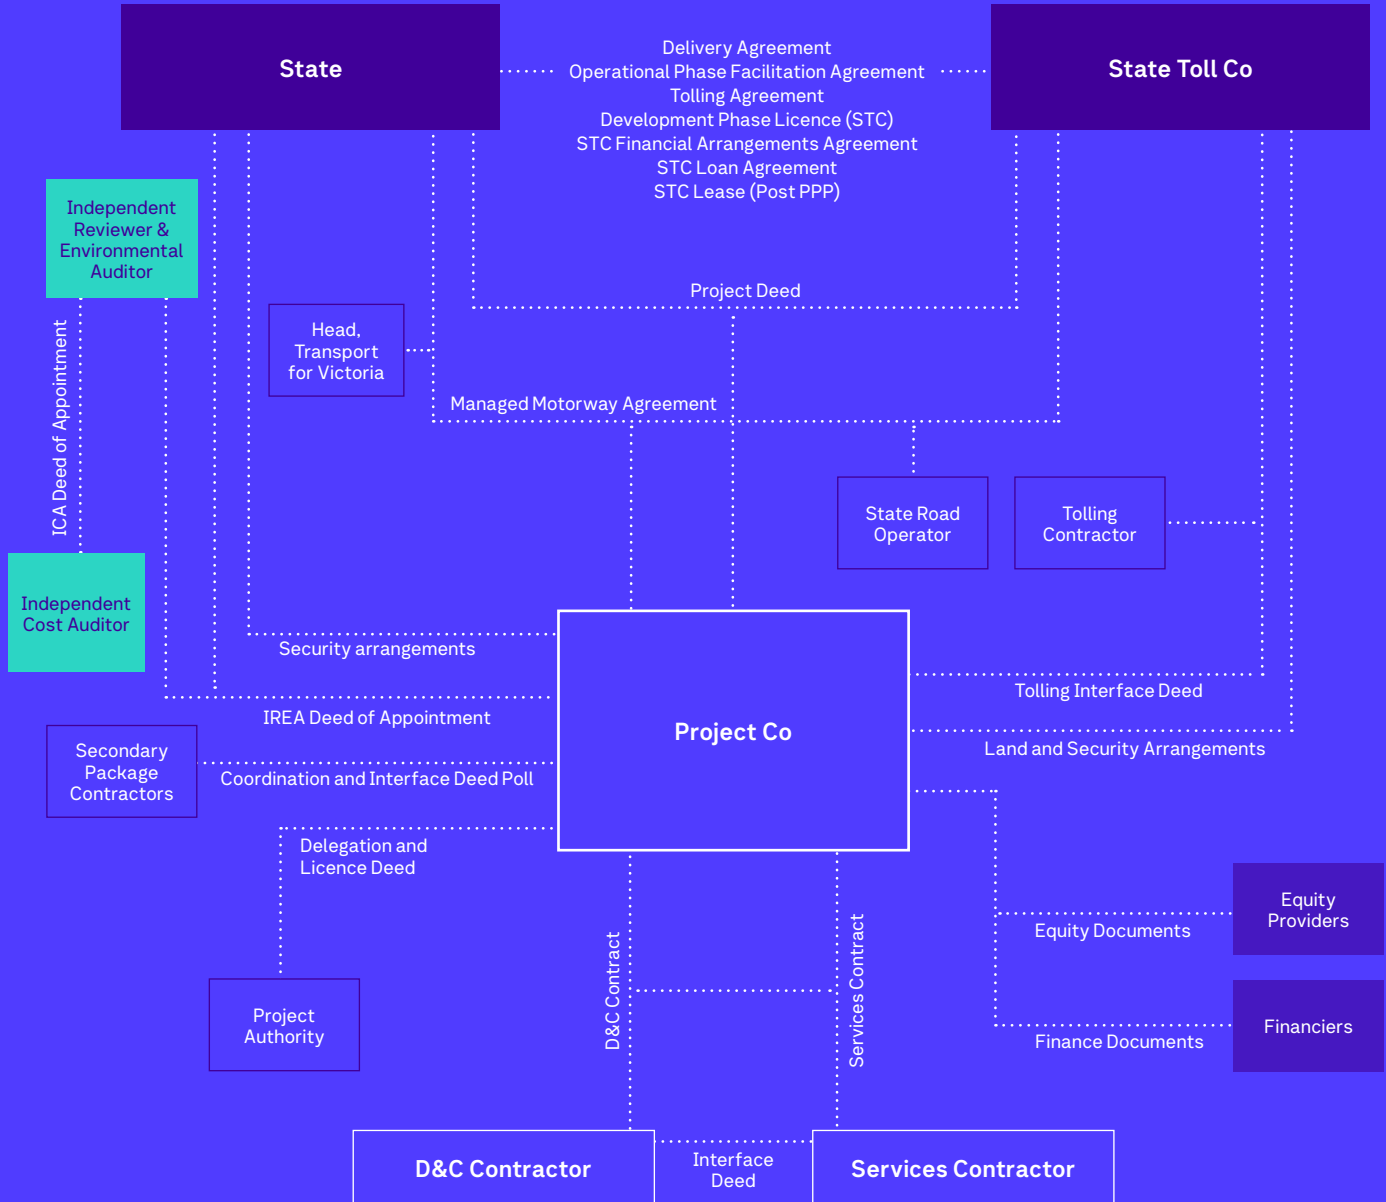 State
Delivery Agreement
Operational Phase Facilitation Agreement
Tolling Agreement
Development Phase Licence (STC)
STC Financial Arrangements Agreement
STC Loan Agreement
STC Lease (Post PPP)
State Toll Co
Independent
Reviewer &
Environmental
Auditor
Project Deed
Head,
Transport
for Victoria
ICA Deed of Appointment
Managed Motorway Agreement
State Road
Operator
Tolling
Contractor
Independent
Cost Auditor
Security arrangements
IREA Deed of Appointment
Project Co
Tolling Interface Deed
Land and Security Arrangements
Secondary
Package
Contractors
Coordination and Interface Deed Poll
Delegation and
Licence Deed
Equity
Providers
Equity Documents
D&C Contract
Services Contract
Project
Authority
Financiers
Finance Documents
D&C Contractor
Interface
Deed
Services Contractor